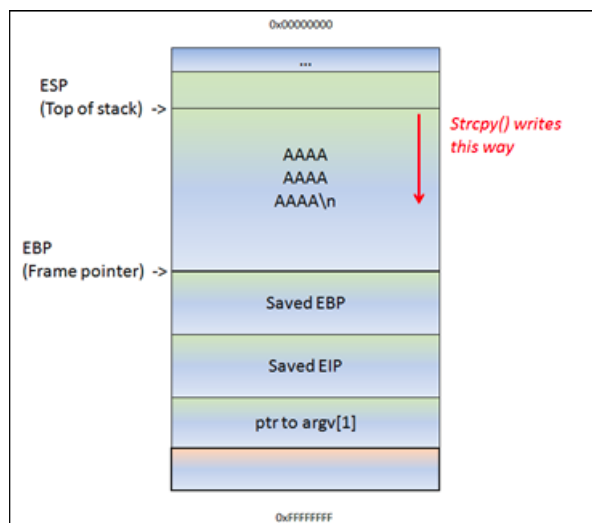 0x00000000
...
ESP
(Top of stack) ->
Strcpy() writes
this way
AAAA
AAAA
AAAA\n
EBP
(Frame pointer) ->
Saved EBP
Saved EIP
ptr to argv[1]
0xFFFFFFFF